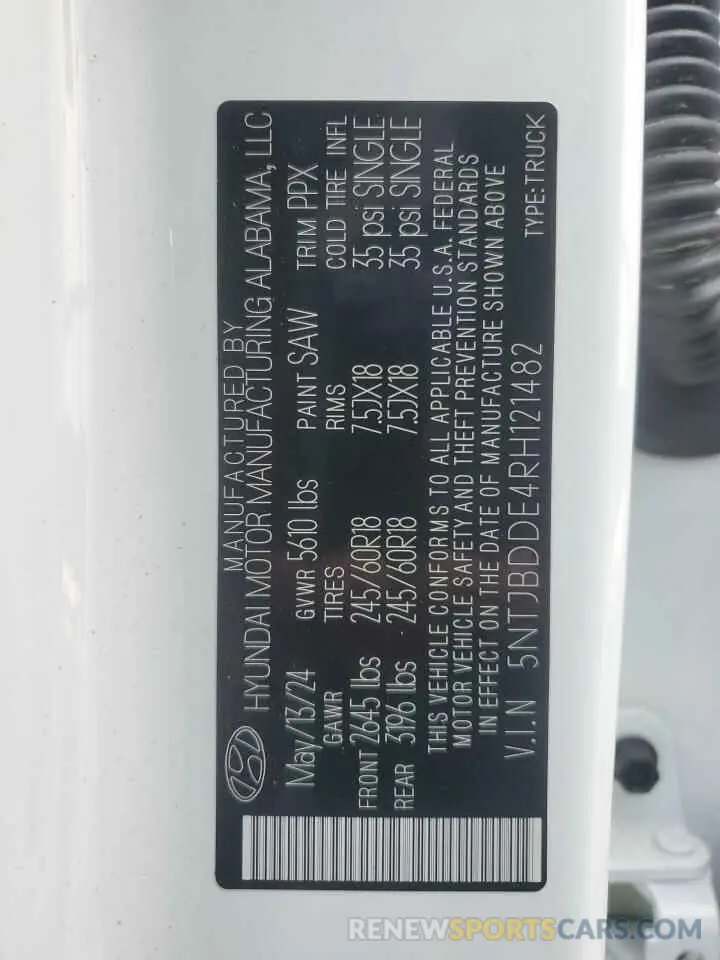 MANUFACTURED BY
HYUNDAI MOTOR MANUFACTURING ALABAMA, LLC
May/13/24 GVWR 5610 lbs PAINT SAW TRIM PPX
GAWR TIRES RIMS COLD TIRE INFL
FRONT 2645 lbs 245/60R18 7.5JX18 35 psi SINGLE
REAR 3196 lbs 245/60R18 7.5JX18 35 psi SINGLE
THIS VEHICLE CONFORMS TO ALL APPLICABLE U.S.A. FEDERAL
MOTOR VEHICLE SAFETY AND THEFT PREVENTION STANDARDS
IN EFFECT ON THE DATE OF MANUFACTURE SHOWN ABOVE
V.I.N 5NTJBDDE4RH121482 TYPE:TRUCK
RENEWSPORTSCARS.COM